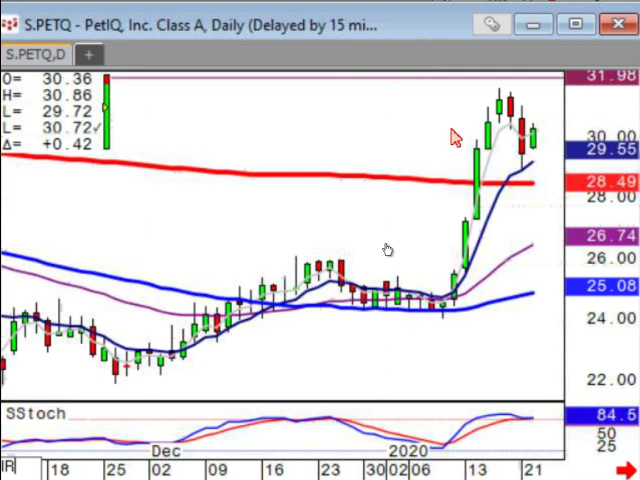 S.PETQ - PetIQ, Inc. Class A, Daily (Delayed by 15 mi...
S.PETQ,D +
O= 30.36
H= 30.86
L= 29.72
L= 30.72✓
Δ= +0.42
31.98
30.00
29.55
28.49
28.00
26.74
26.00
25.08
24.00
22.00
SStoch
84.5
50
25
Dec 2020
IR 18 25 02 09 16 23 30 02 06 13 21